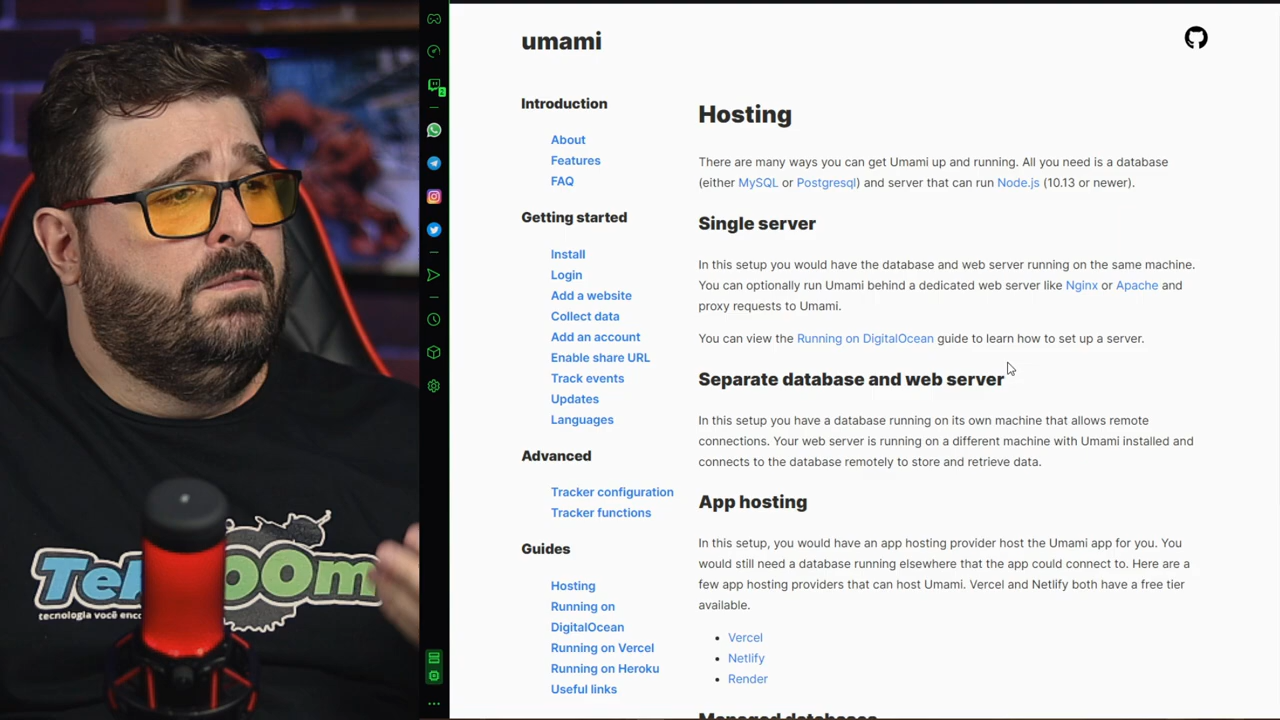 umami
Introduction
About
Features
FAQ
Getting started
Install
Login
Add a website
Collect data
Add an account
Enable share URL
Track events
Updates
Languages
Advanced
Tracker configuration
Tracker functions
Guides
Hosting
Running on
DigitalOcean
Running on Vercel
Running on Heroku
Useful links
Hosting
There are many ways you can get Umami up and running. All you need is a database
(either MySQL or Postgresql) and server that can run Node.js (10.13 or newer).
Single server
In this setup you would have the database and web server running on the same machine.
You can optionally run Umami behind a dedicated web server like Nginx or Apache and
proxy requests to Umami.
You can view the Running on DigitalOcean guide to learn how to set up a server.
Separate database and web server
In this setup you have a database running on its own machine that allows remote
connections. Your web server is running on a different machine with Umami installed and
connects to the database remotely to store and retrieve data.
App hosting
In this setup, you would have an app hosting provider host the Umami app for you. You
would still need a database running elsewhere that the app could connect to. Here are a
few app hosting providers that can host Umami. Vercel and Netlify both have a free tier
available.
• Vercel
• Netlify
• Render
Managed databases
tecnologia você